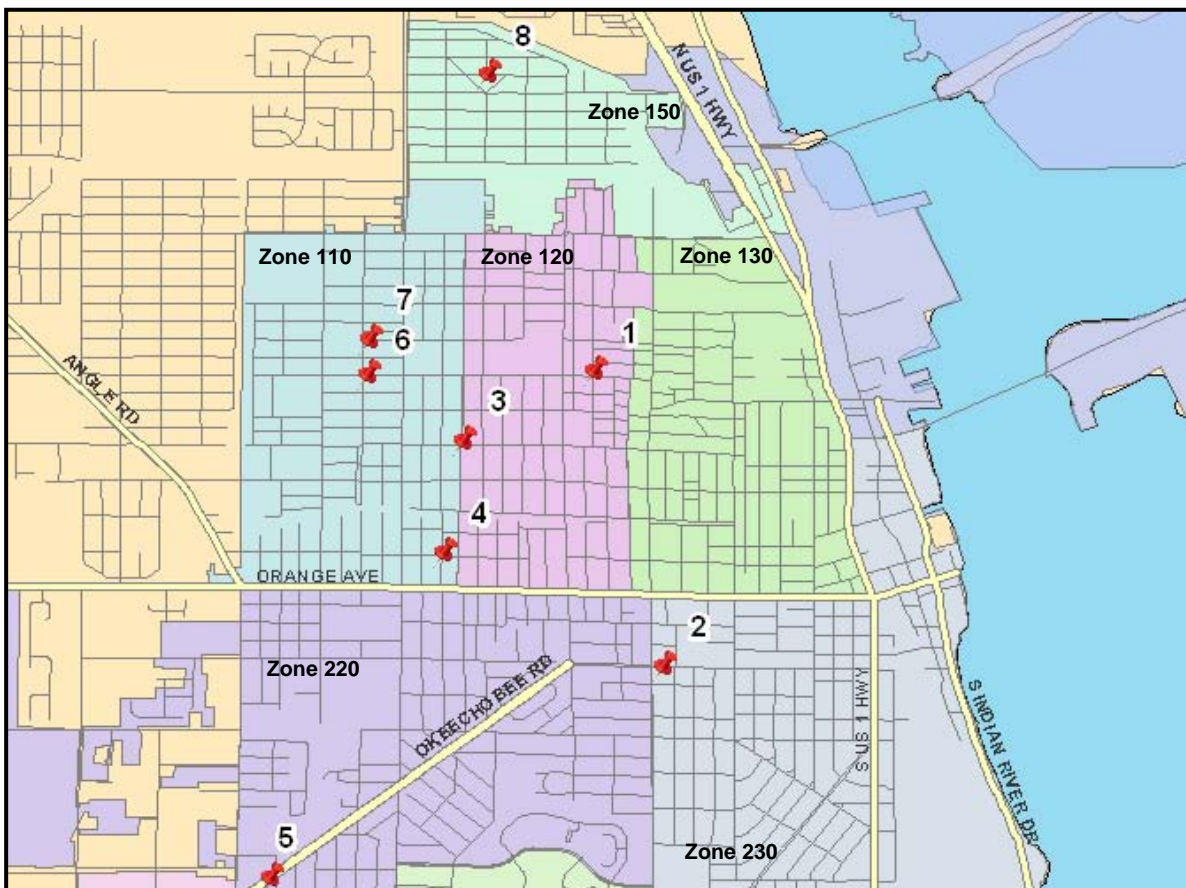 8
Zone 150
N US 1 HWY
Zone 110
Zone 120
Zone 130
7
1
6
ANGLE RD
3
4
ORANGE AVE
2
Zone 220
OKEECHOBEE RD
S US 1 HWY
S INDIAN RIVER DR
5
Zone 230